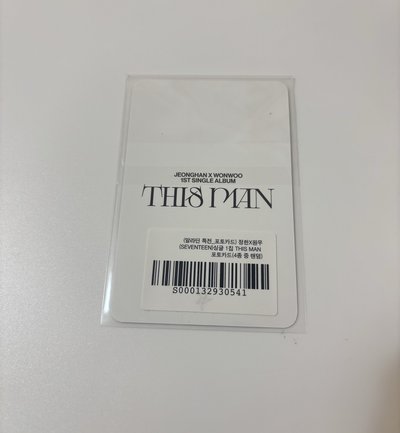 JEONGHAN X WONWOO
1ST SINGLE ALBUM
THIS MAN
(알라딘 특전_포토카드) 정한X원우
(SEVENTEEN)싱글 1집 THIS MAN
포토카드(4종 중 랜덤)
S000132930541